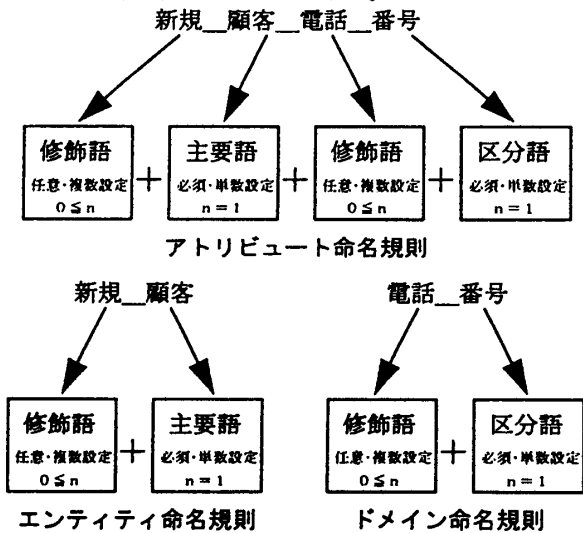 新規__顧客__電話__番号
修飾語 + 主要語 + 修飾語 + 区分語
任意・複数設定 必須・単数設定 任意・複数設定 必須・単数設定
0≦n n=1 0≦n n=1
アトリビュート命名規則
新規__顧客 電話__番号
修飾語 + 主要語 修飾語 + 区分語
任意・複数設定 必須・単数設定 任意・複数設定 必須・単数設定
0≦n n=1 0≦n n=1
エンティティ命名規則 ドメイン命名規則